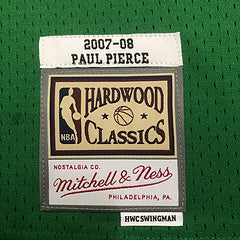 2007-08
PAUL PIERCE
HARDWOOD
NBA
CLASSICS
NOSTALGIA CO.
Mitchell & Ness
PHILADELPHIA, PA.
HWCSWINGMAN